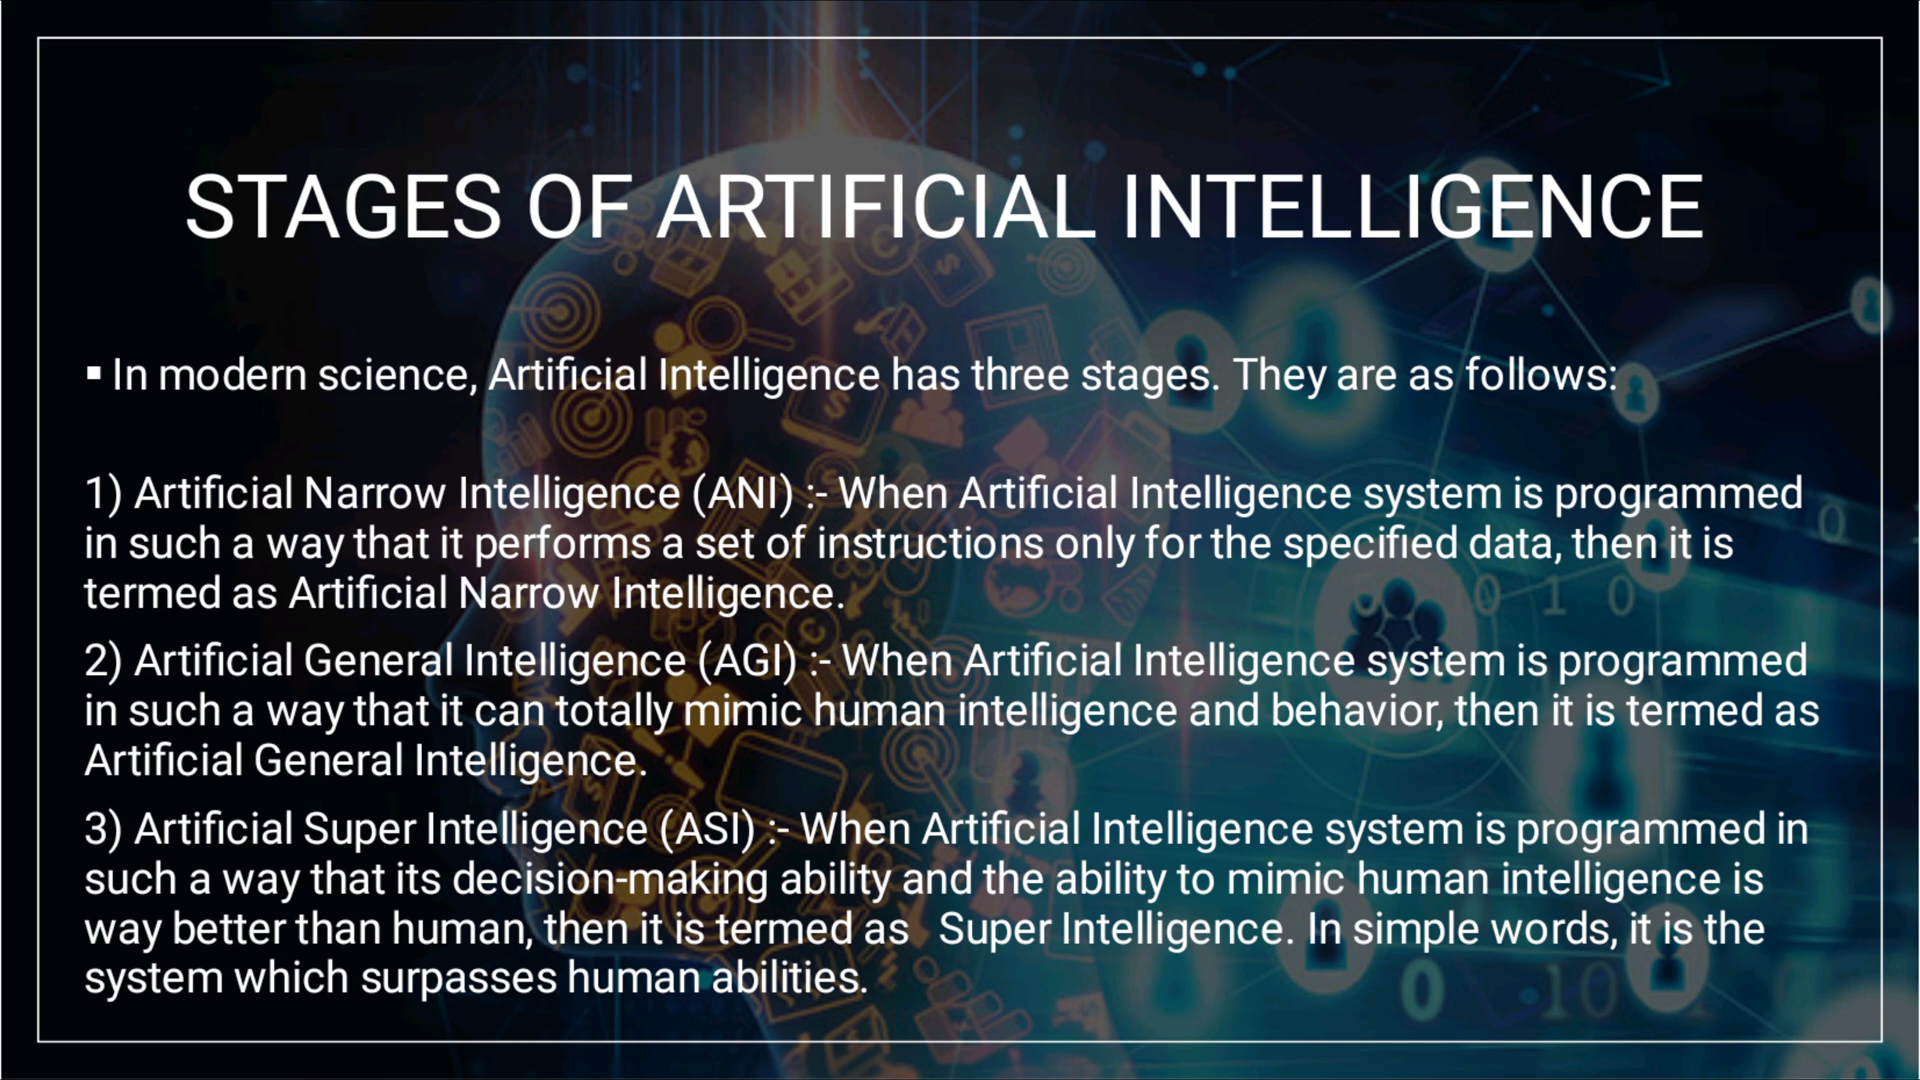 STAGES OF ARTIFICIAL INTELLIGENCE
▪ In modern science, Artificial Intelligence has three stages. They are as follows:
1) Artificial Narrow Intelligence (ANI) :- When Artificial Intelligence system is programmed
in such a way that it performs a set of instructions only for the specified data, then it is
termed as Artificial Narrow Intelligence.
2) Artificial General Intelligence (AGI) :- When Artificial Intelligence system is programmed
in such a way that it can totally mimic human intelligence and behavior, then it is termed as
Artificial General Intelligence.
3) Artificial Super Intelligence (ASI) :- When Artificial Intelligence system is programmed in
such a way that its decision-making ability and the ability to mimic human intelligence is
way better than human, then it is termed as   Super Intelligence. In simple words, it is the
system which surpasses human abilities.